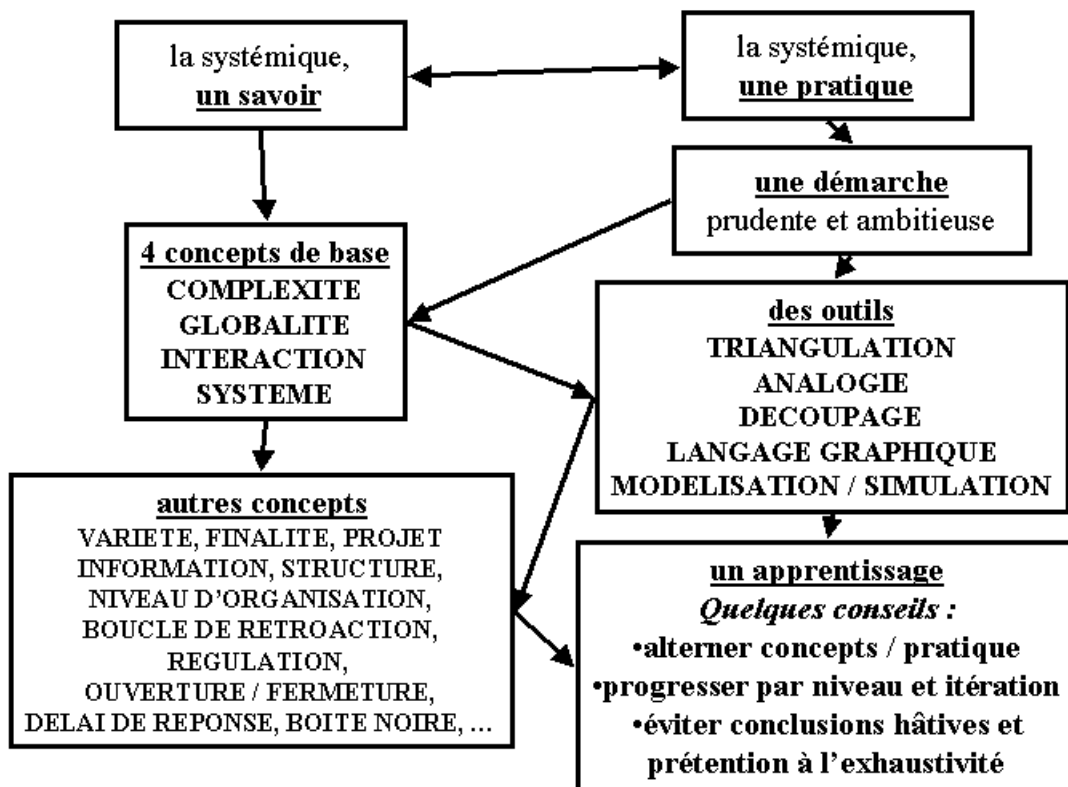 la systémique,
un savoir
la systémique,
une pratique
une démarche
prudente et ambitieuse
4 concepts de base
COMPLEXITE
GLOBALITE
INTERACTION
SYSTEME
des outils
TRIANGULATION
ANALOGIE
DECOUPAGE
LANGAGE GRAPHIQUE
MODELISATION / SIMULATION
autres concepts
VARIETE, FINALITE, PROJET
INFORMATION, STRUCTURE,
NIVEAU D’ORGANISATION,
BOUCLE DE RETROACTION,
REGULATION,
OUVERTURE / FERMETURE,
DELAI DE REPONSE, BOITE NOIRE, …
un apprentissage
Quelques conseils :
•alterner concepts / pratique
•progresser par niveau et itération
•éviter conclusions hâtives et
prétention à l’exhaustivité